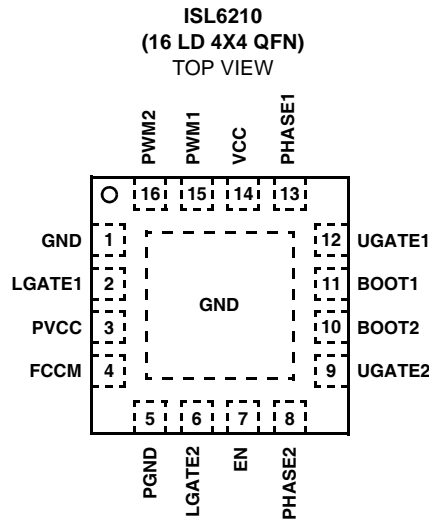 ISL6210
(16 LD 4X4 QFN)
TOP VIEW
PWM2
PWM1
VCC
PHASE1
16
15
14
13
GND
1
12
UGATE1
LGATE1
2
11
BOOT1
GND
PVCC
3
10
BOOT2
FCCM
4
9
UGATE2
5
6
7
8
PGND
LGATE2
EN
PHASE2